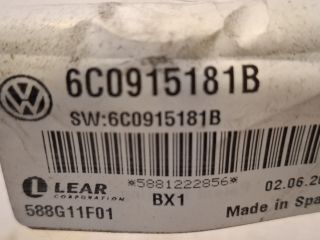 6C0915181B
SW:6C0915181B
LEAR
CORPORATION
*5881222856*
02.06.20
588G11F01
BX1
Made in Spa